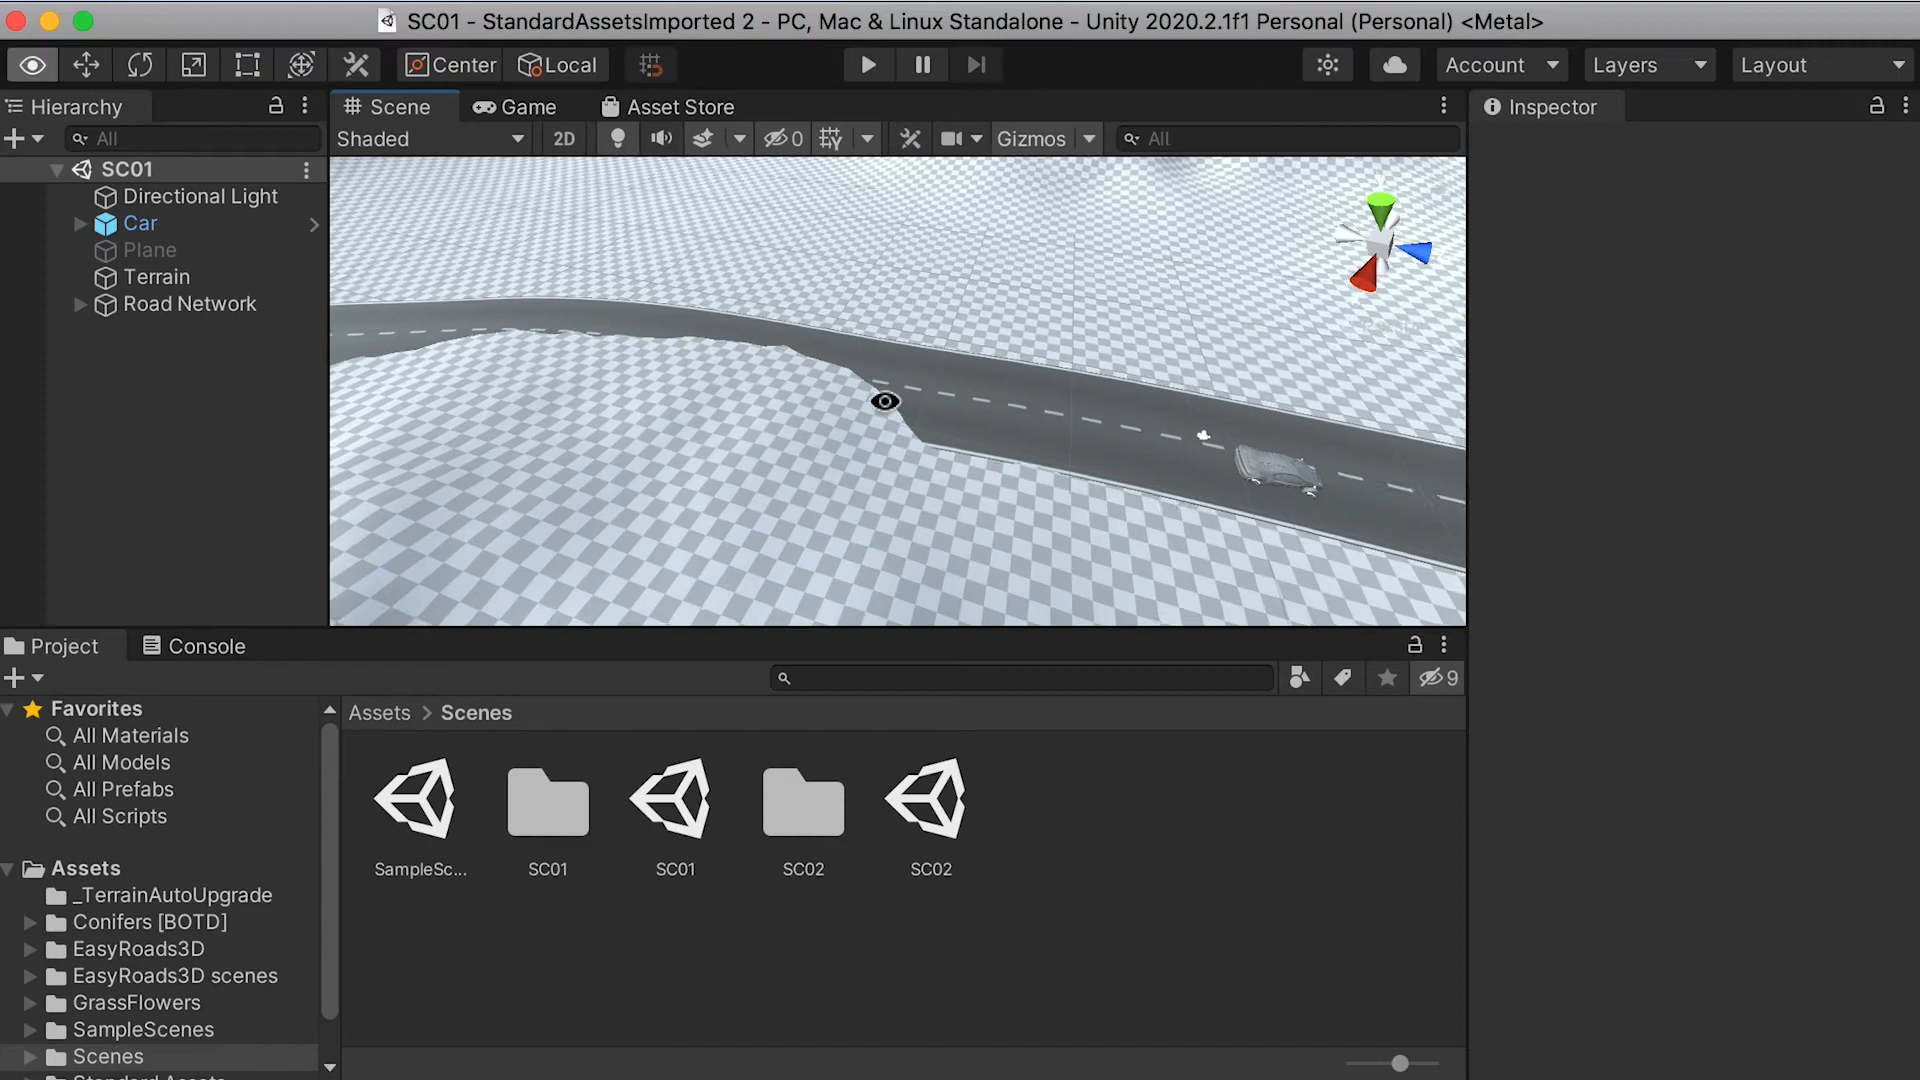 SC01 - StandardAssetsImported 2 - PC, Mac & Linux Standalone - Unity 2020.2.1f1 Personal (Personal) <Metal>
Center Local Account Layers Layout
Hierarchy
All
SC01
Directional Light
Car
Plane
Terrain
Road Network
Scene Game Asset Store
Shaded 2D 0 Gizmos All
Inspector
Project Console
9
Favorites
All Materials
All Models
All Prefabs
All Scripts
Assets
_TerrainAutoUpgrade
Conifers [BOTD]
EasyRoads3D
EasyRoads3D scenes
GrassFlowers
SampleScenes
Scenes
Standard Assets
Assets > Scenes
SampleSc... SC01 SC01 SC02 SC02